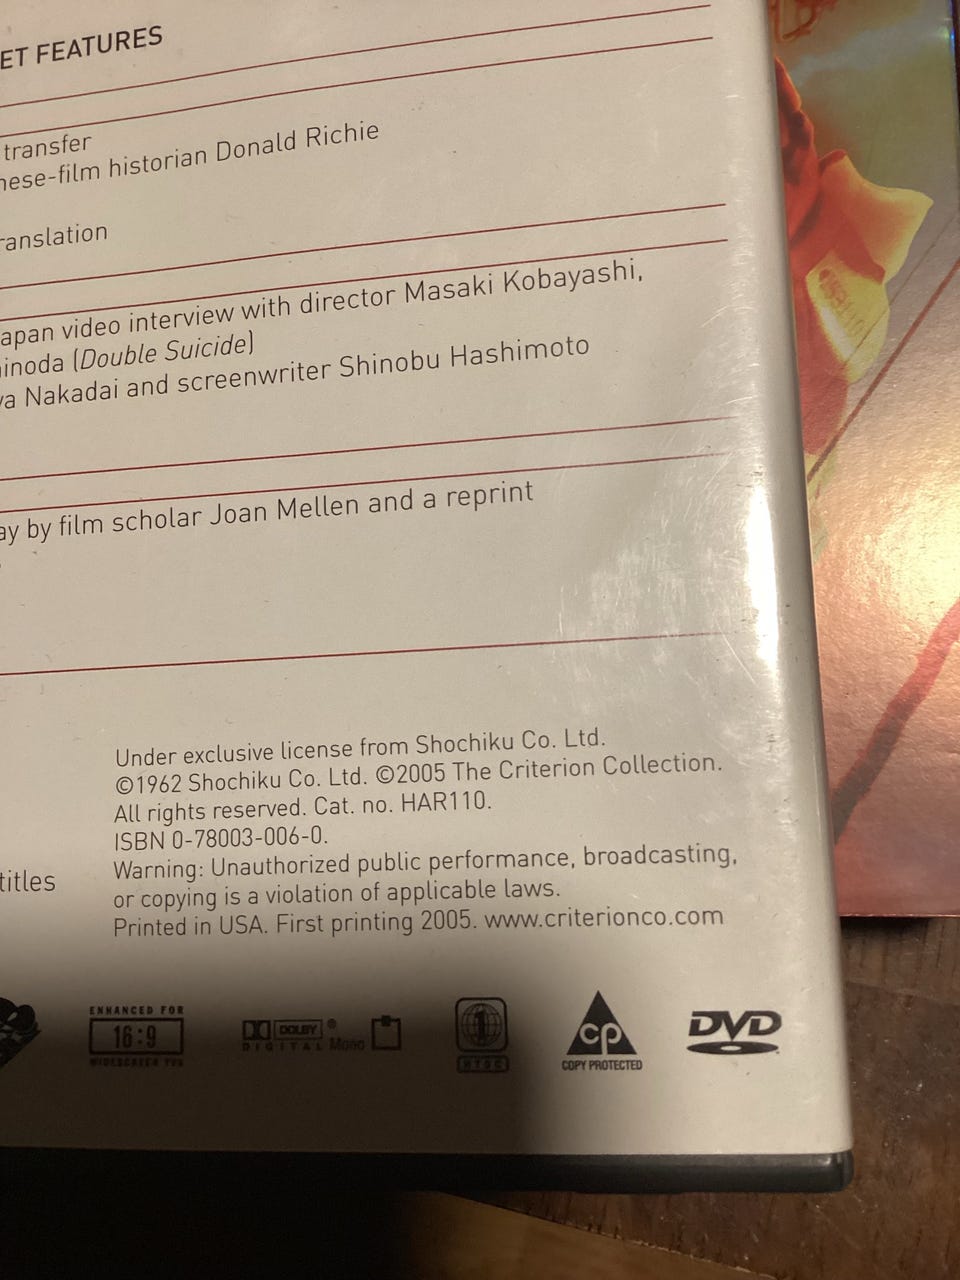 ET FEATURES
transfer
nese-film historian Donald Richie
ranslation
apan video interview with director Masaki Kobayashi,
inoda (Double Suicide)
ya Nakadai and screenwriter Shinobu Hashimoto
ay by film scholar Joan Mellen and a reprint
Under exclusive license from Shochiku Co. Ltd.
©1962 Shochiku Co. Ltd. ©2005 The Criterion Collection.
All rights reserved. Cat. no. HAR110.
ISBN 0-78003-006-0.
titles
Warning: Unauthorized public performance, broadcasting,
or copying is a violation of applicable laws.
Printed in USA. First printing 2005. www.criterionco.com
ENHANCED FOR
16:9
WIDESCREEN TVS
DOLBY ®
DIGITAL Mono
1
NTSC
cp
COPY PROTECTED
DVD